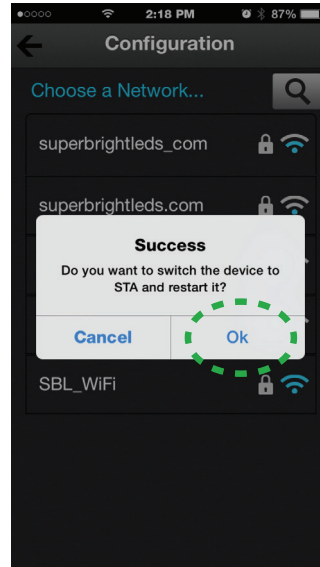 2:18 PM 87%
Configuration
Choose a Network...
superbrightleds_com
superbrightleds.com
Success
Do you want to switch the device to
STA and restart it?
Cancel Ok
SBL_WiFi